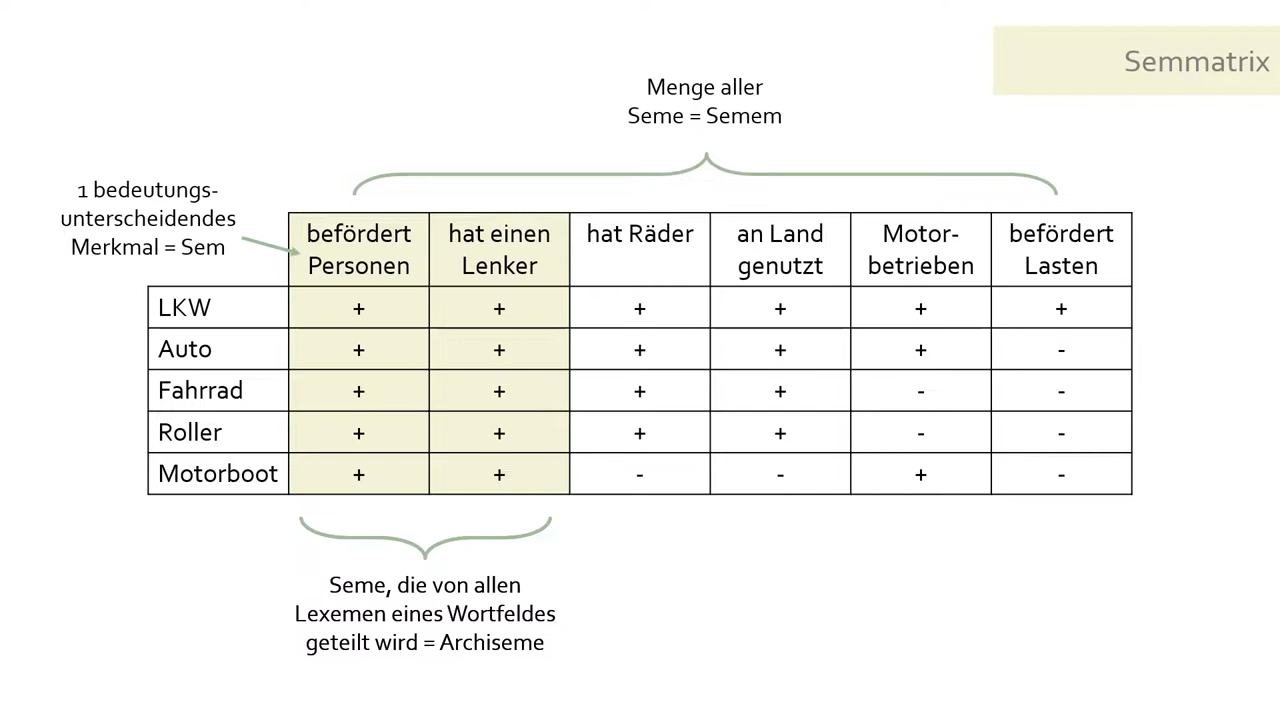 Semmatrix
Menge aller
Seme = Semem
1 bedeutungs-
unterscheidendes
Merkmal = Sem
befördert Personen | hat einen Lenker | hat Räder | an Land genutzt | Motor-betrieben | befördert Lasten
LKW + + + + + +
Auto + + + + + -
Fahrrad + + + + - -
Roller + + + + - -
Motorboot + + - - + -
Seme, die von allen
Lexemen eines Wortfeldes
geteilt wird = Archiseme